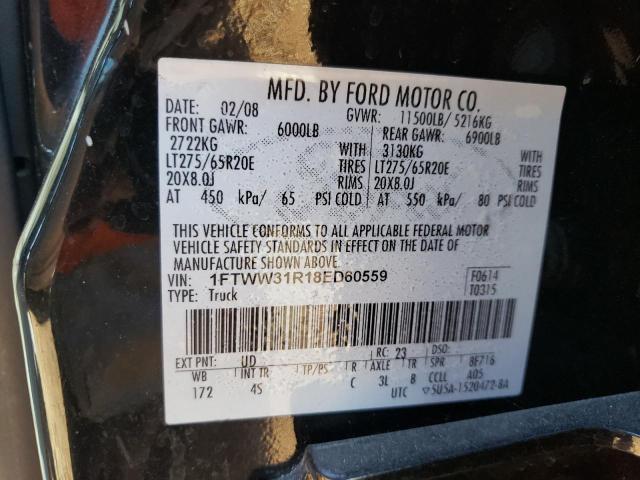 MFD. BY FORD MOTOR CO.
DATE: 02/08 GVWR: 11500LB/5216KG
FRONT GAWR: 6000LB REAR GAWR: 6900LB
2722KG WITH 3130KG WITH
LT275/65R20E TIRES LT275/65R20E TIRES
20X8.0J RIMS 20X8.0J RIMS
AT 450 kPa/ 65 PSI COLD AT 550 kPa/ 80 PSI COLD
THIS VEHICLE CONFORMS TO ALL APPLICABLE FEDERAL MOTOR
VEHICLE SAFETY STANDARDS IN EFFECT ON THE DATE OF
MANUFACTURE SHOWN ABOVE.
VIN: 1FTWW31R18ED60559 F0614
TYPE: Truck T0315
EXT PNT: UD RC: 23 DSO:
WB INT TR TP/PS R AXLE TR SPR 8F716
172 4S C 3L 8 CCLL A05
UTC ▽5U5A-1520472-BA